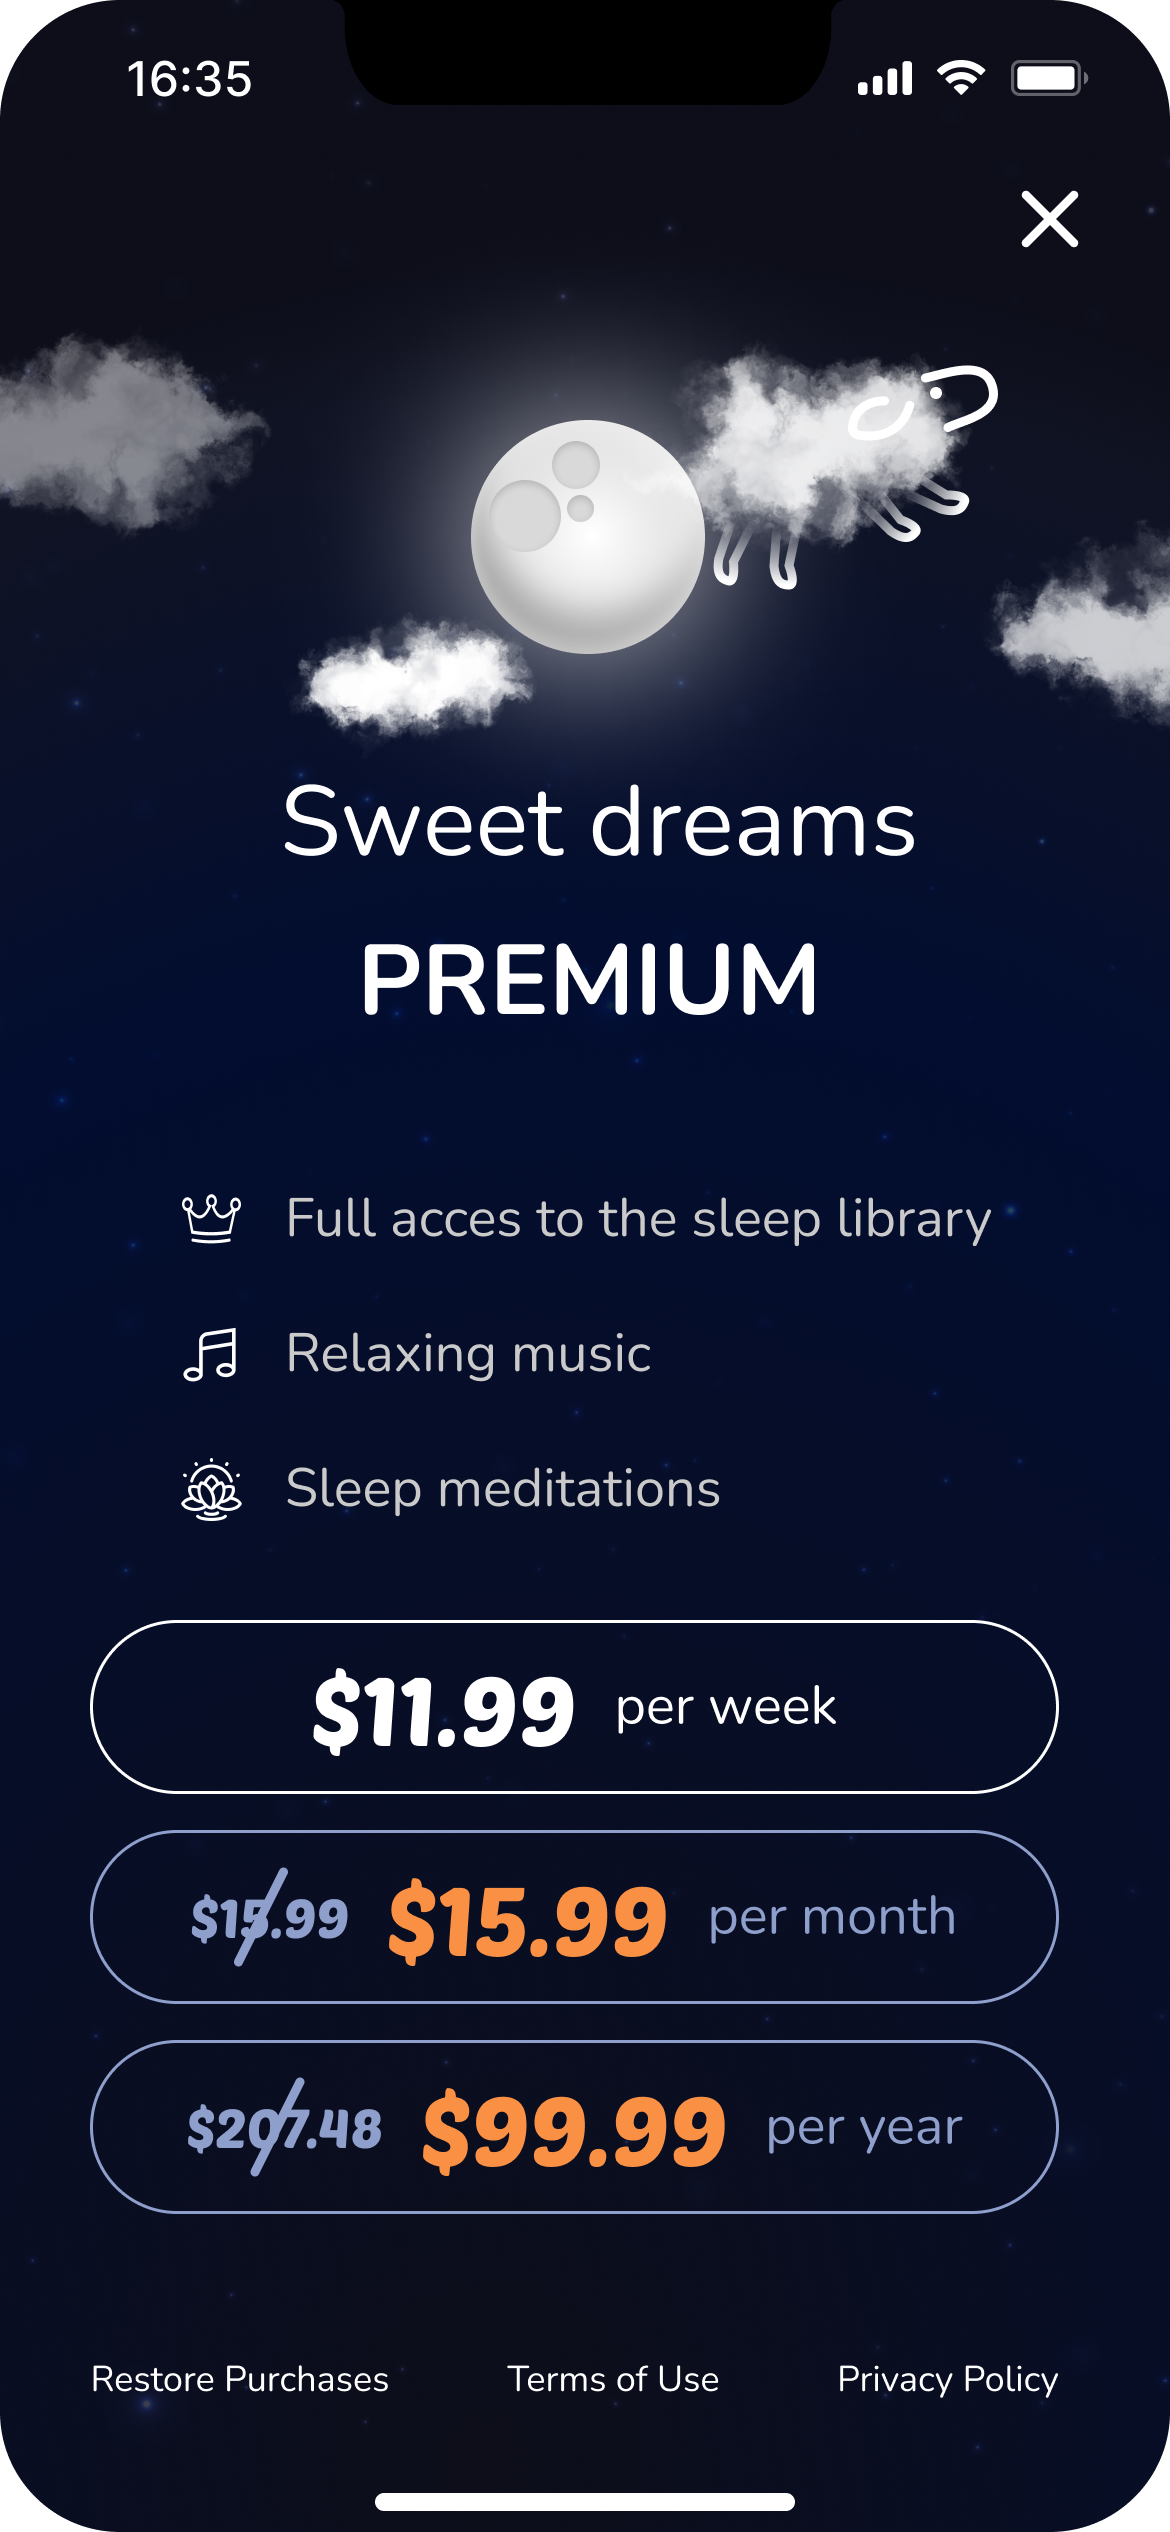 16:35
Sweet dreams
PREMIUM
Full acces to the sleep library
Relaxing music
Sleep meditations
$11.99 per week
$15.99 $15.99 per month
$207.48 $99.99 per year
Restore Purchases Terms of Use Privacy Policy